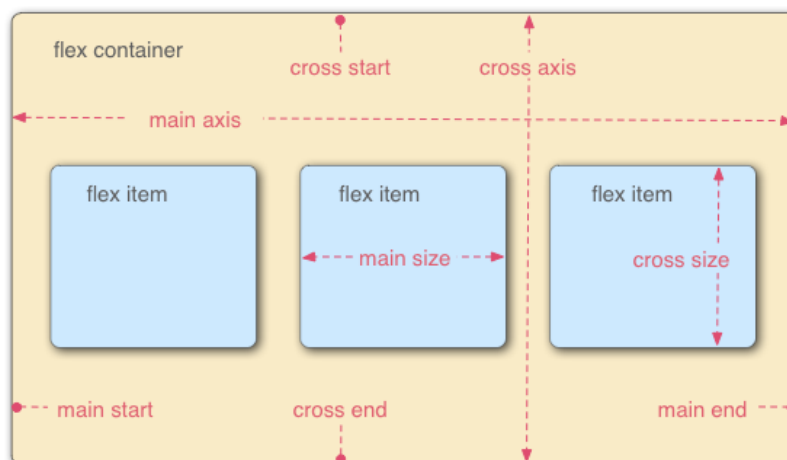 flex container
cross start
cross axis
main axis
flex item
flex item
flex item
main size
cross size
main start
cross end
main end